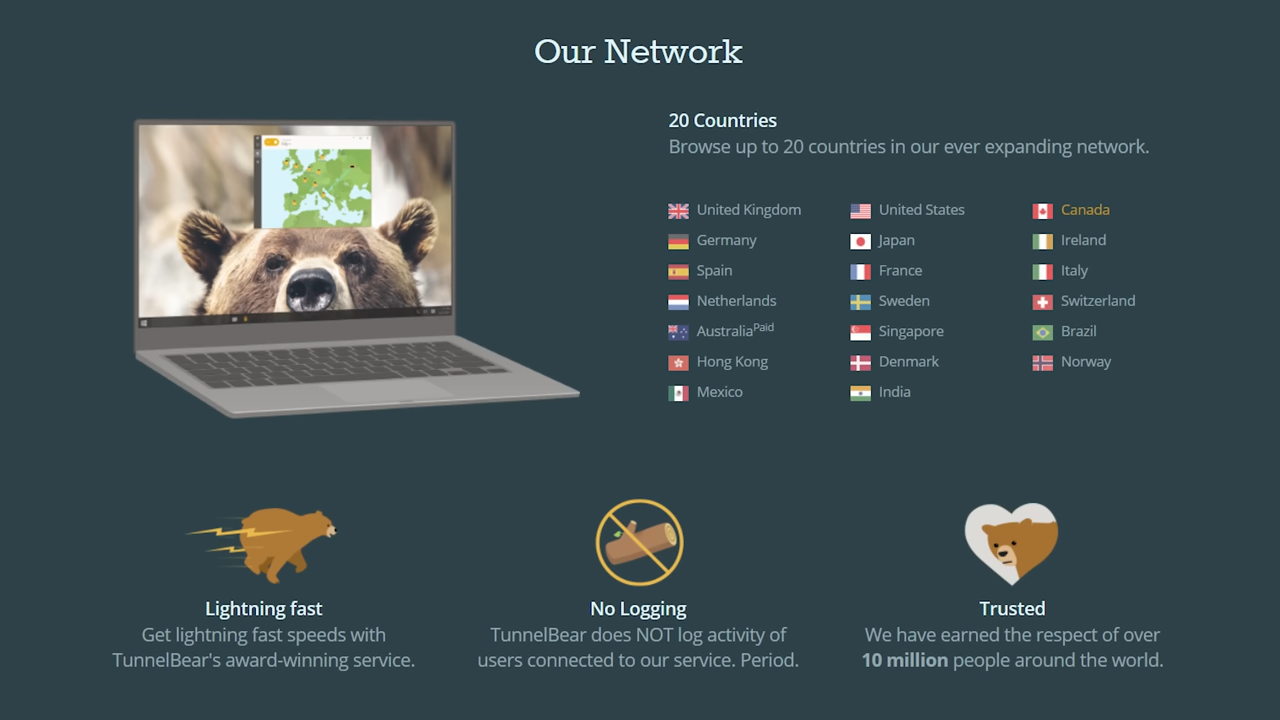 Our Network
20 Countries
Browse up to 20 countries in our ever expanding network.
United Kingdom
United States
Canada
Germany
Japan
Ireland
Spain
France
Italy
Netherlands
Sweden
Switzerland
AustraliaPaid
Singapore
Brazil
Hong Kong
Denmark
Norway
Mexico
India
Lightning fast
Get lightning fast speeds with
TunnelBear's award-winning service.
No Logging
TunnelBear does NOT log activity of
users connected to our service. Period.
Trusted
We have earned the respect of over
10 million people around the world.